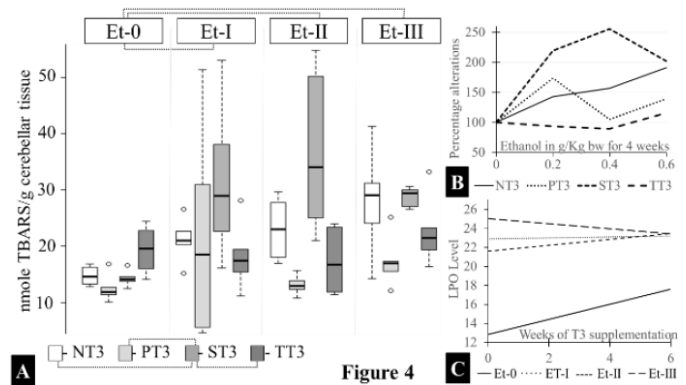 Et-0 Et-I Et-II Et-III
nmole TBARS/g cerebellar tissue
50
40
30
20
10
A
- NT3 - PT3 - ST3 - TT3
Figure 4
Percentage alterations
250
200
150
100
50
Ethanol in g/Kg bw for 4 weeks
0 0.2 0.4 0.6
B
NT3 PT3 ST3 TT3
LPO Level
26
24
22
20
18
16
14
12
Weeks of T3 supplementation
0 2 4 6
C
Et-0 ET-I Et-II Et-III